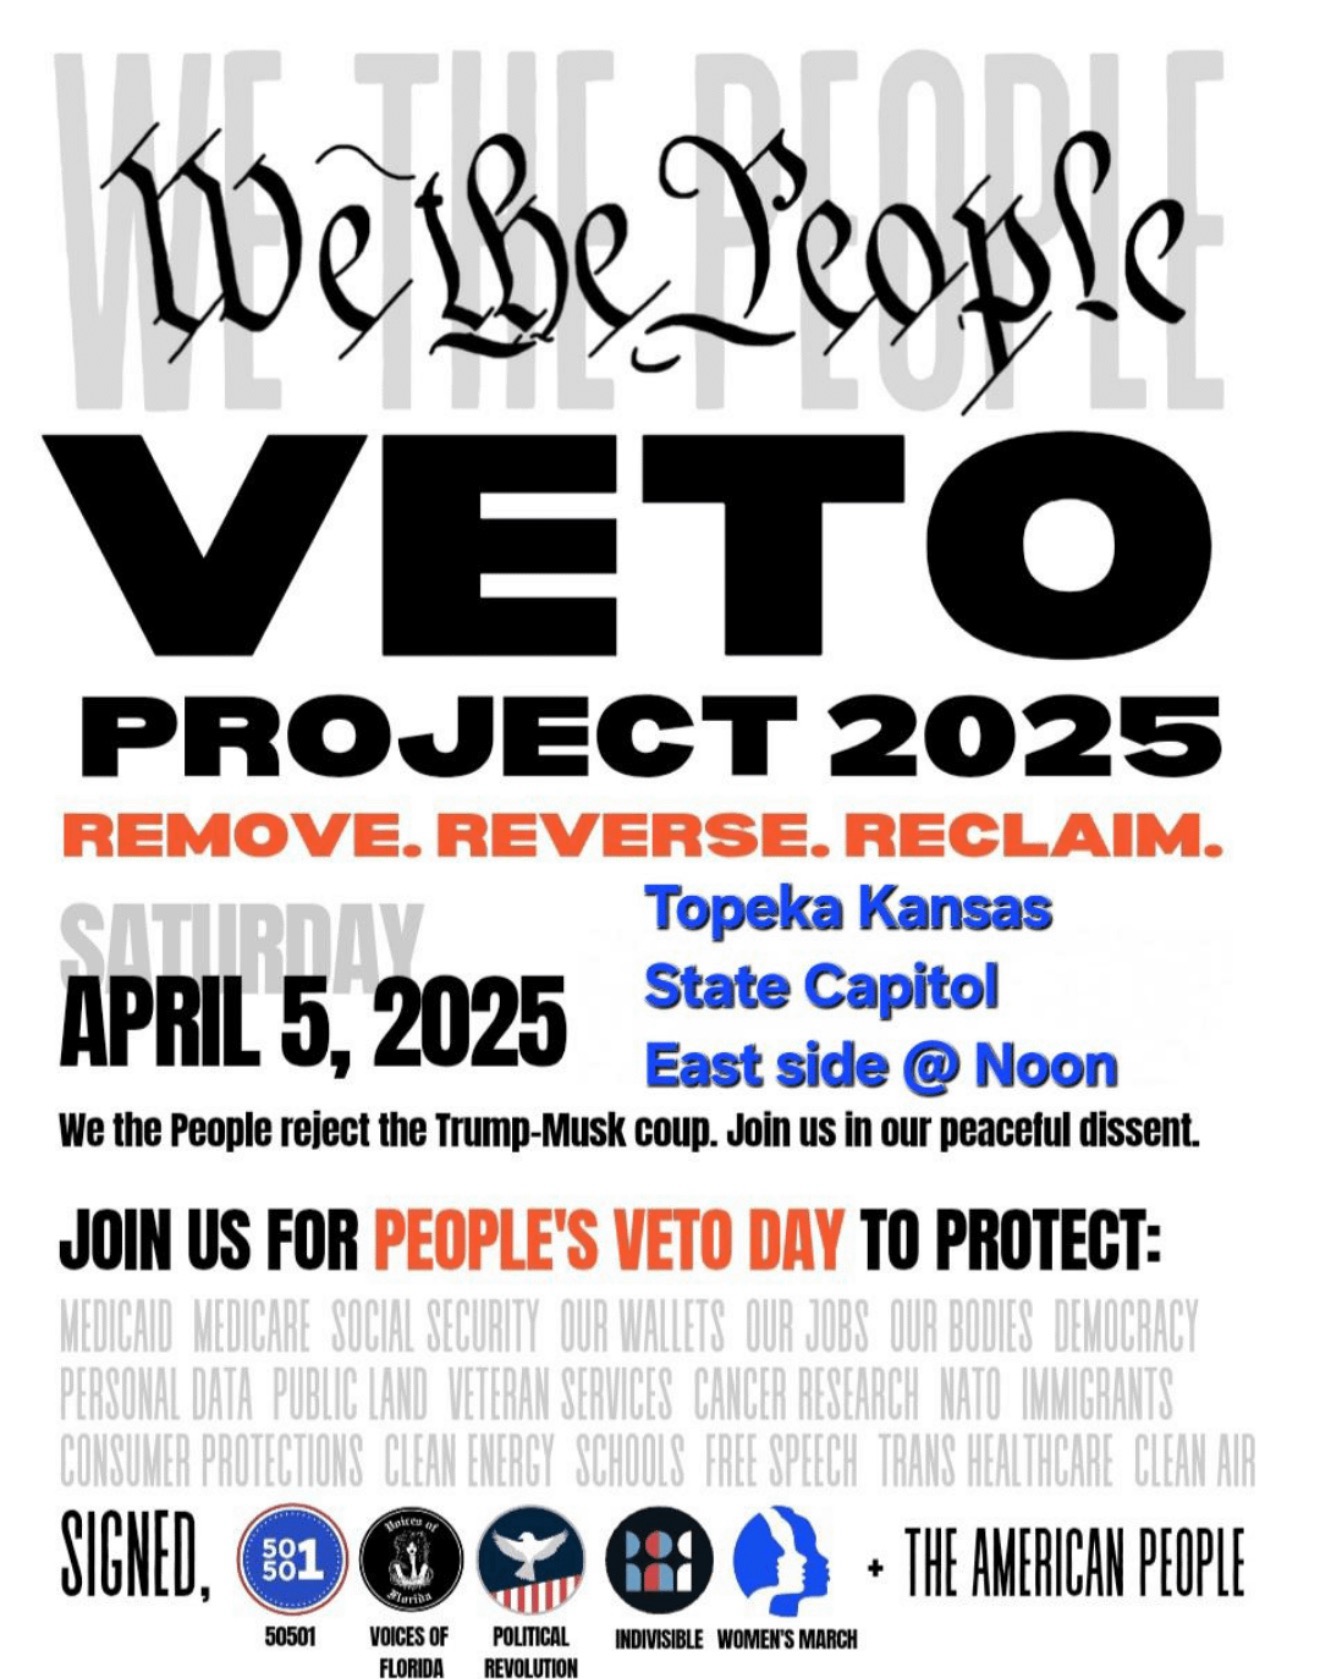 WE THE PEOPLE
We the People
VETO
PROJECT 2025
REMOVE. REVERSE. RECLAIM.
SATURDAY
APRIL 5, 2025
Topeka Kansas
State Capitol
East side @ Noon
We the People reject the Trump-Musk coup. Join us in our peaceful dissent.
JOIN US FOR PEOPLE'S VETO DAY TO PROTECT:
MEDICAID MEDICARE SOCIAL SECURITY OUR WALLETS OUR JOBS OUR BODIES DEMOCRACY
PERSONAL DATA PUBLIC LAND VETERAN SERVICES CANCER RESEARCH NATO IMMIGRANTS
CONSUMER PROTECTIONS CLEAN ENERGY SCHOOLS FREE SPEECH TRANS HEALTHCARE CLEAN AIR
SIGNED,
50
501
Voices of
Florida
+ THE AMERICAN PEOPLE
50501
VOICES OF
FLORIDA
POLITICAL
REVOLUTION
INDIVISIBLE
WOMEN'S MARCH